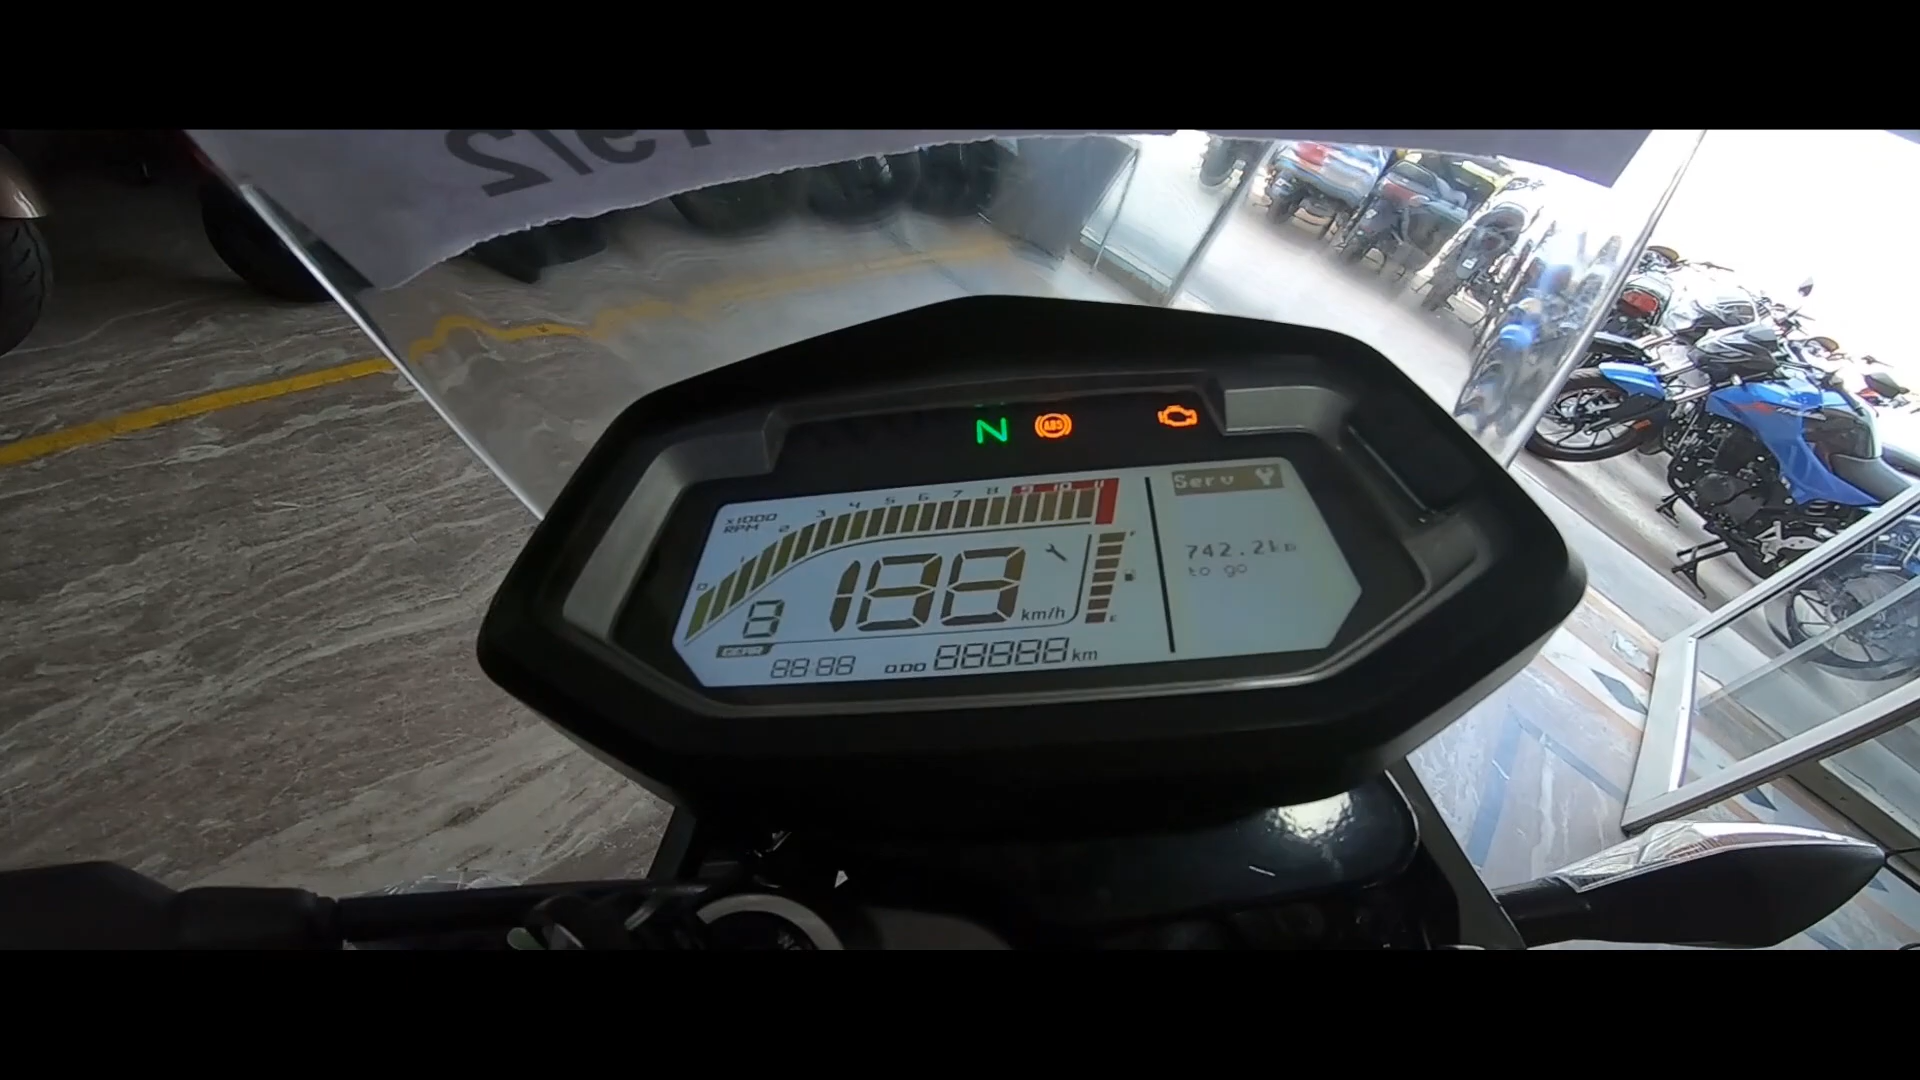 N ABS
Serv
x1000
RPM
0 1 2 3 4 5 6 7 8 9 10 11
F
188 km/h
742.2km
to go
8
E
GEAR
88:88 ODO 88888 km